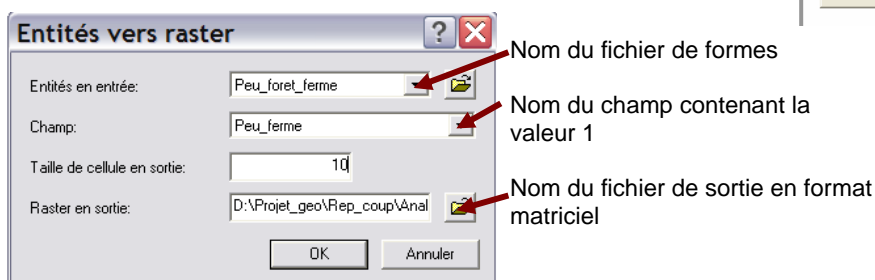 Entités vers raster
Entités en entrée: Peu_foret_ferme
Champ: Peu_ferme
Taille de cellule en sortie: 10
Raster en sortie: D:\Projet_geo\Rep_coup\Anal
OK Annuler
Nom du fichier de formes
Nom du champ contenant la
valeur 1
Nom du fichier de sortie en format
matriciel